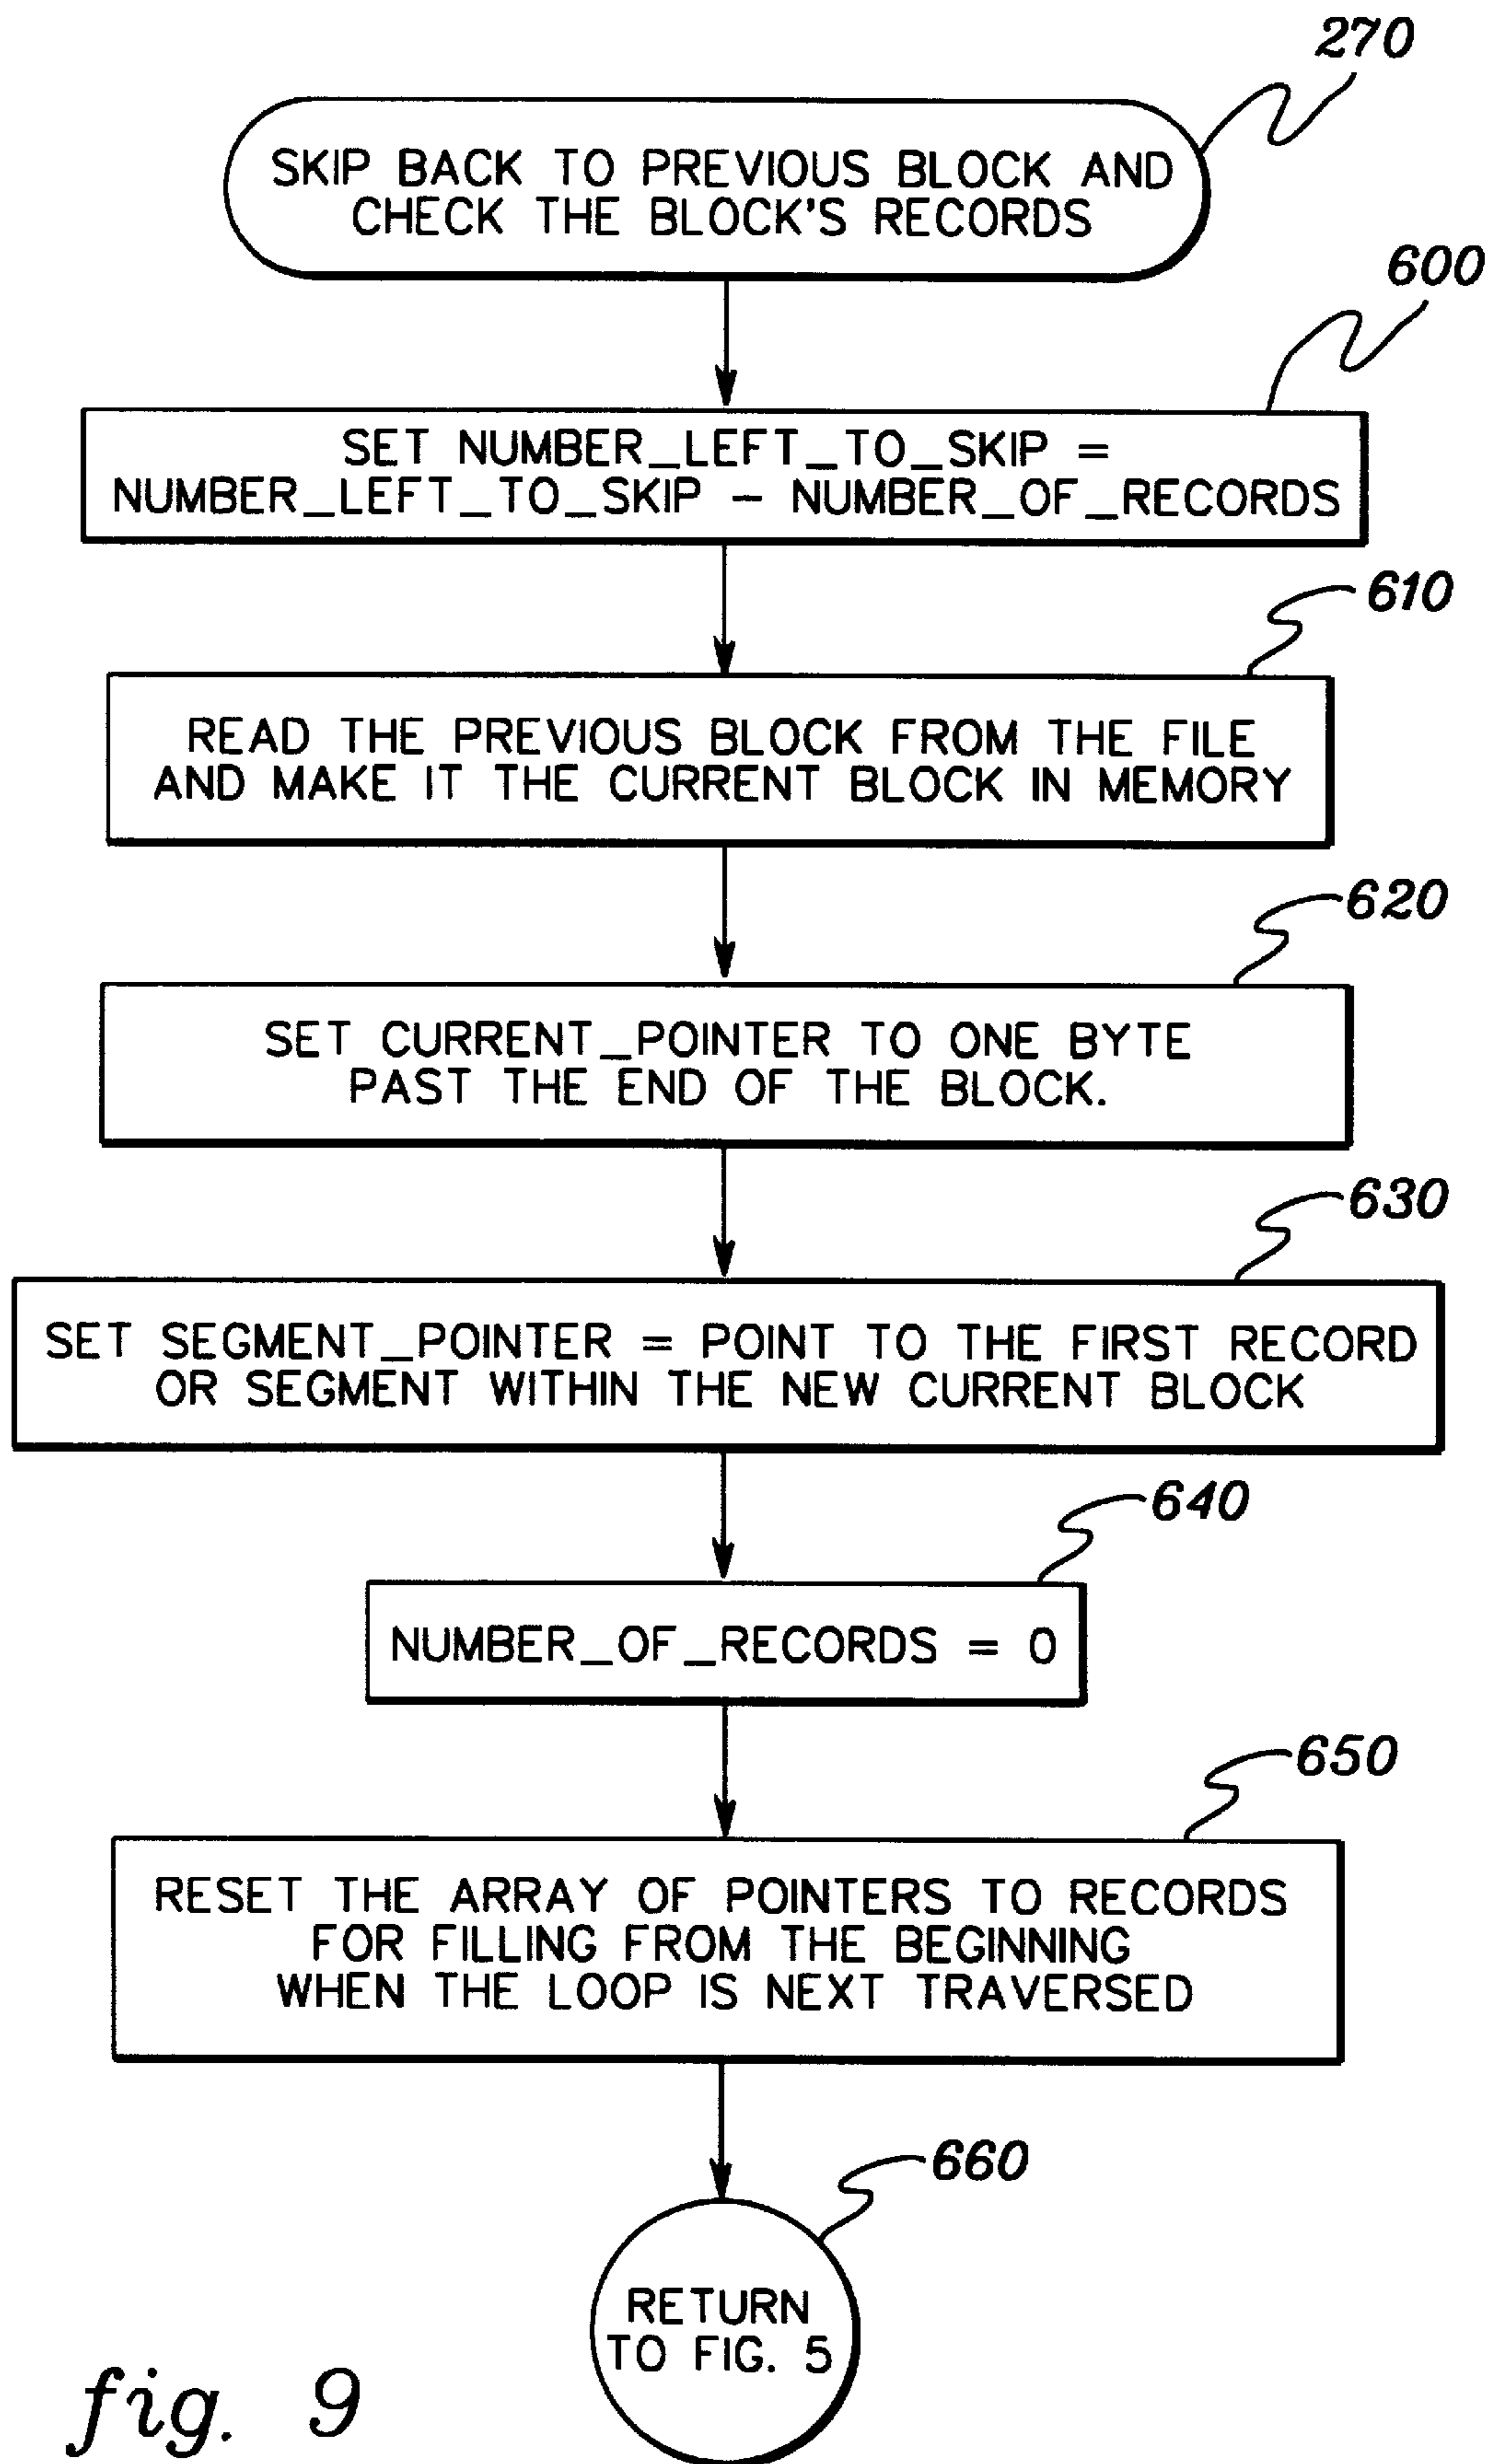 270
SKIP BACK TO PREVIOUS BLOCK AND
CHECK THE BLOCK'S RECORDS
600
SET NUMBER_LEFT_TO_SKIP =
NUMBER_LEFT_TO_SKIP – NUMBER_OF_RECORDS
610
READ THE PREVIOUS BLOCK FROM THE FILE
AND MAKE IT THE CURRENT BLOCK IN MEMORY
620
SET CURRENT_POINTER TO ONE BYTE
PAST THE END OF THE BLOCK.
630
SET SEGMENT_POINTER = POINT TO THE FIRST RECORD
OR SEGMENT WITHIN THE NEW CURRENT BLOCK
640
NUMBER_OF_RECORDS = 0
650
RESET THE ARRAY OF POINTERS TO RECORDS
FOR FILLING FROM THE BEGINNING
WHEN THE LOOP IS NEXT TRAVERSED
660
RETURN
TO FIG. 5
fig. 9